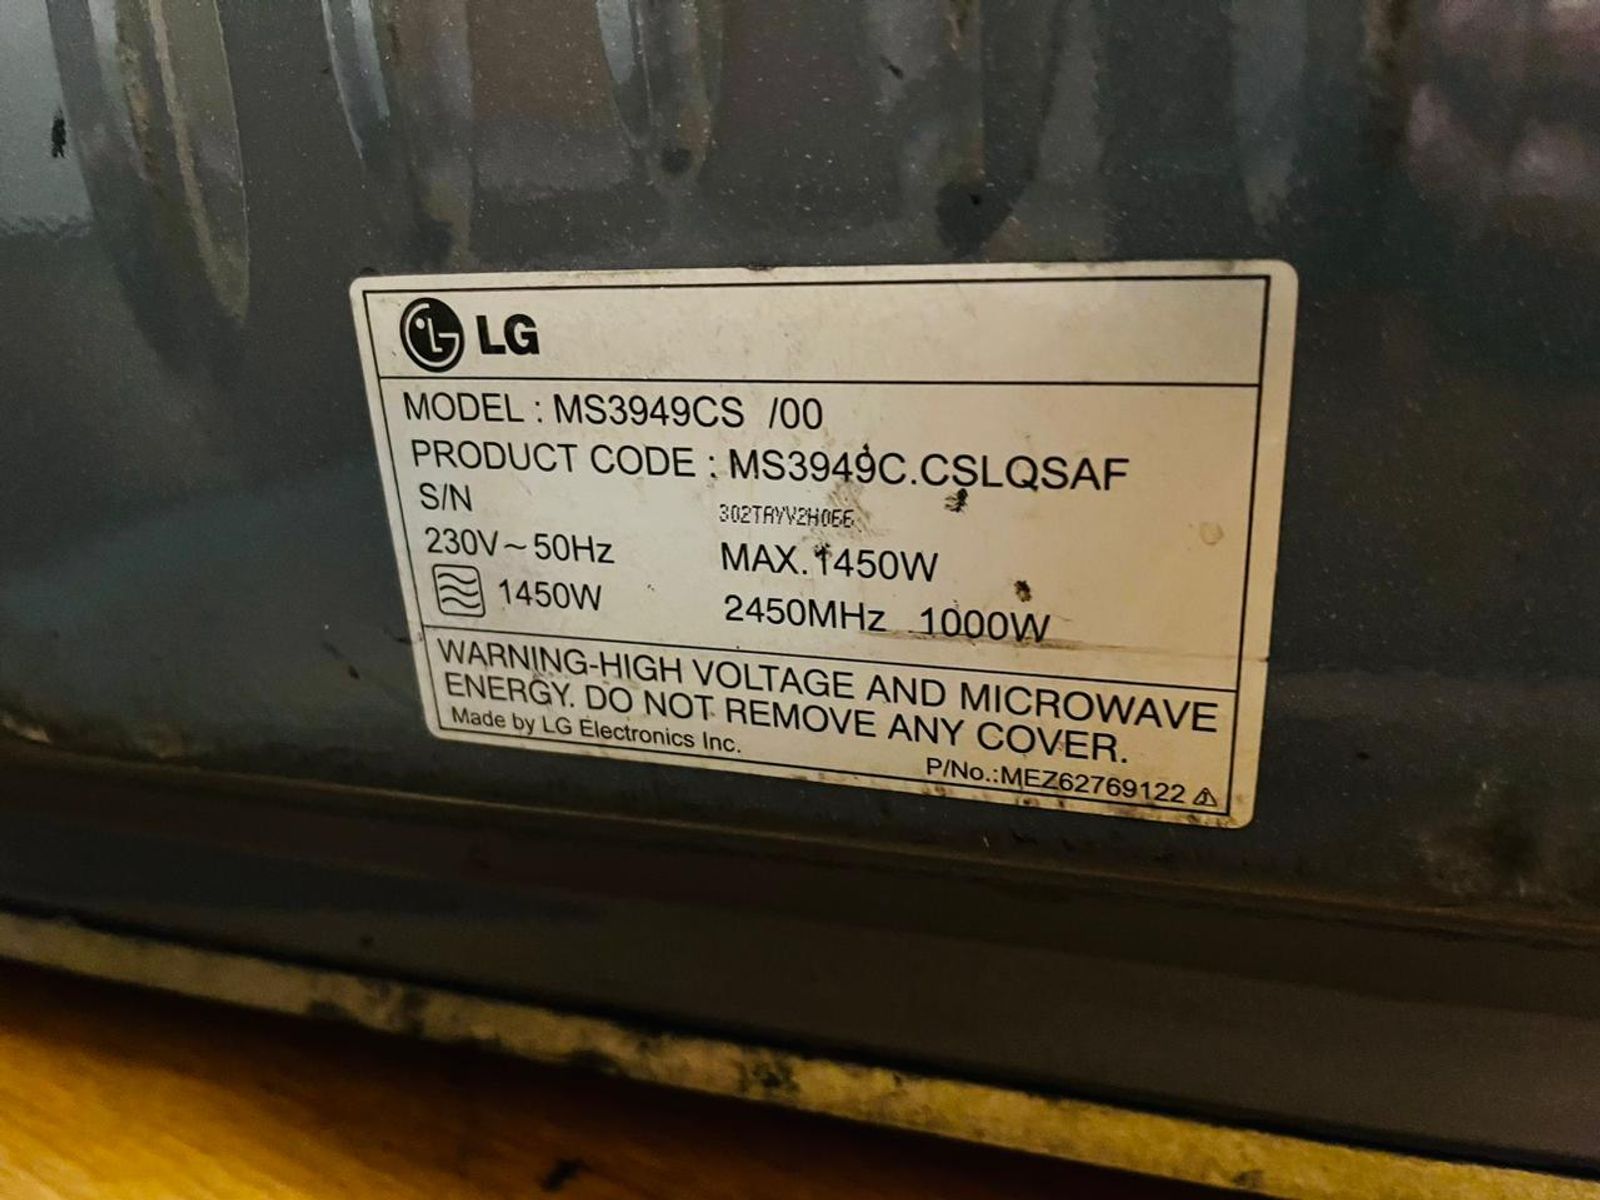 LG
MODEL : MS3949CS /00
PRODUCT CODE : MS3949C.CSLQSAF
S/N 302TAYV2H066
230V~50Hz MAX. 1450W
1450W 2450MHz 1000W
WARNING-HIGH VOLTAGE AND MICROWAVE
ENERGY. DO NOT REMOVE ANY COVER.
Made by LG Electronics Inc.
P/No.:MEZ62769122